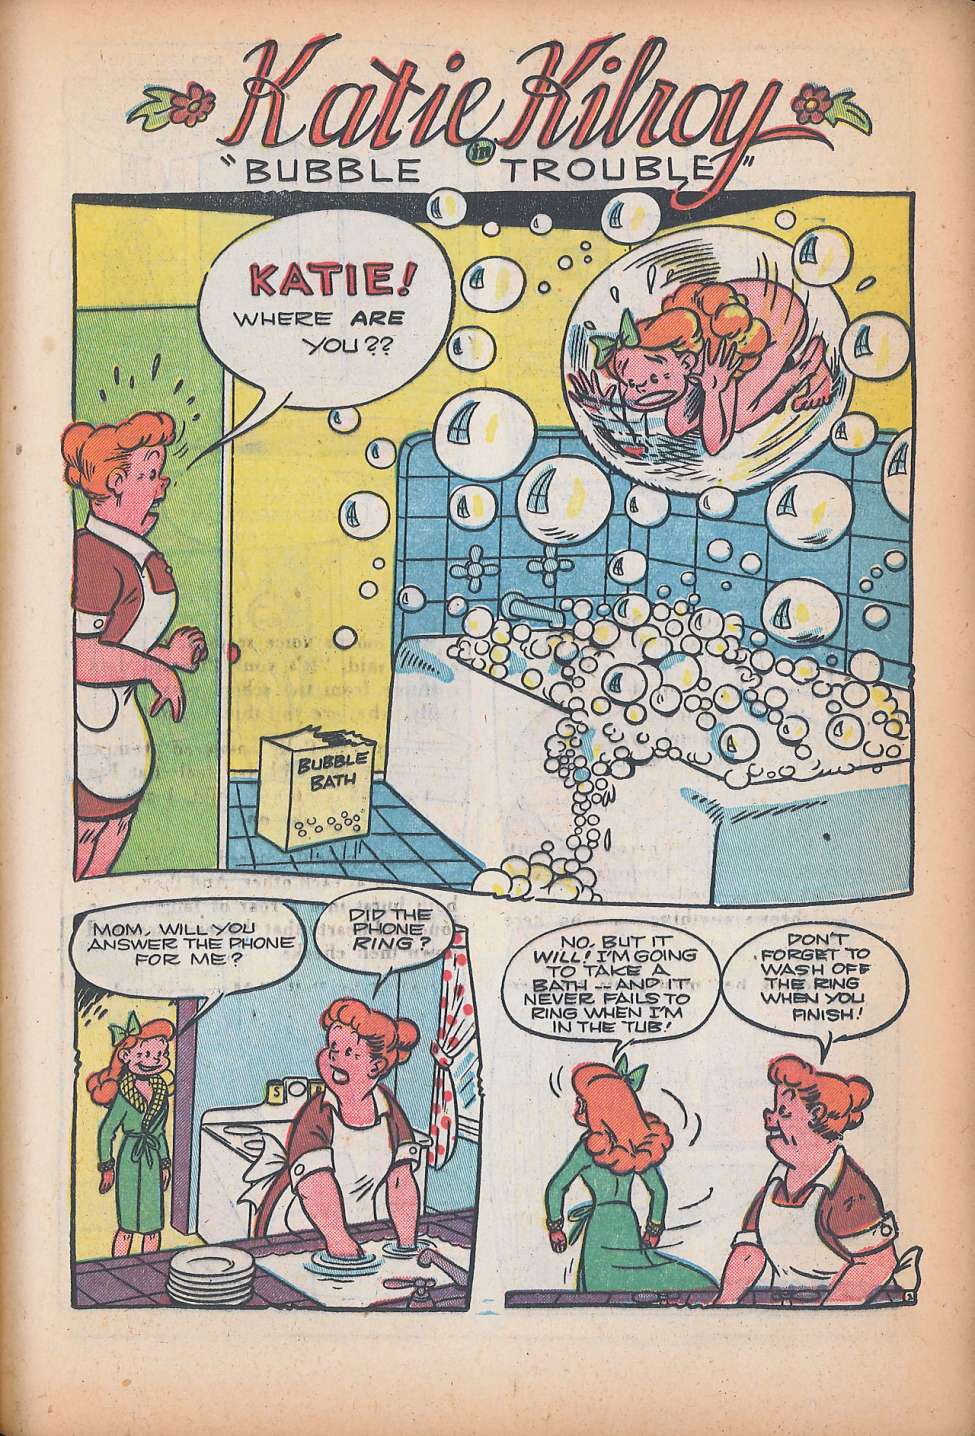 Katie Kilroy
in
"BUBBLE TROUBLE"
KATIE!
WHERE ARE
YOU??
BUBBLE
BATH
MOM, WILL YOU
ANSWER THE PHONE
FOR ME?
DID THE
PHONE
RING?
S
NO, BUT IT
WILL! I'M GOING
TO TAKE A
BATH -- AND IT
NEVER FAILS TO
RING WHEN I'M
IN THE TUB!
DON'T
FORGET TO
WASH OFF
THE RING
WHEN YOU
FINISH!